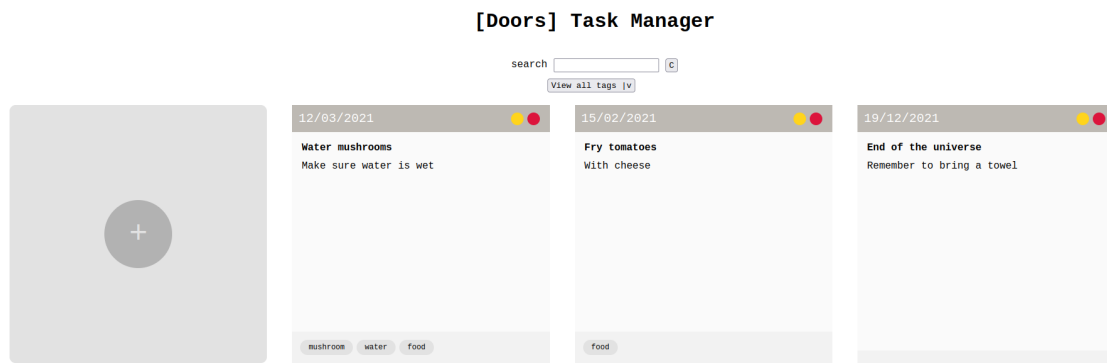 [Doors] Task Manager
search C
View all tags |v
+
12/03/2021
Water mushrooms
Make sure water is wet
mushroom water food
15/02/2021
Fry tomatoes
With cheese
food
19/12/2021
End of the universe
Remember to bring a towel